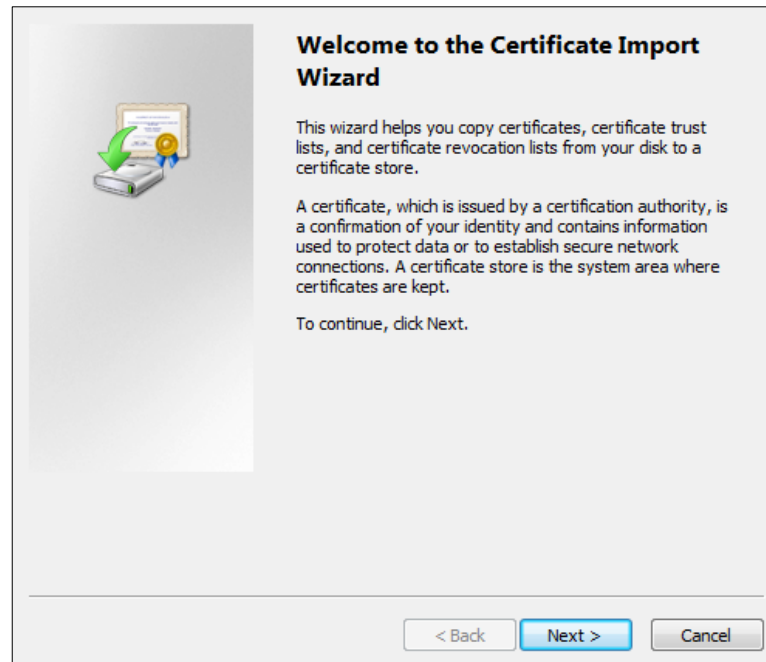 Welcome to the Certificate Import
Wizard
This wizard helps you copy certificates, certificate trust
lists, and certificate revocation lists from your disk to a
certificate store.
A certificate, which is issued by a certification authority, is
a confirmation of your identity and contains information
used to protect data or to establish secure network
connections. A certificate store is the system area where
certificates are kept.
To continue, click Next.
< Back Next > Cancel